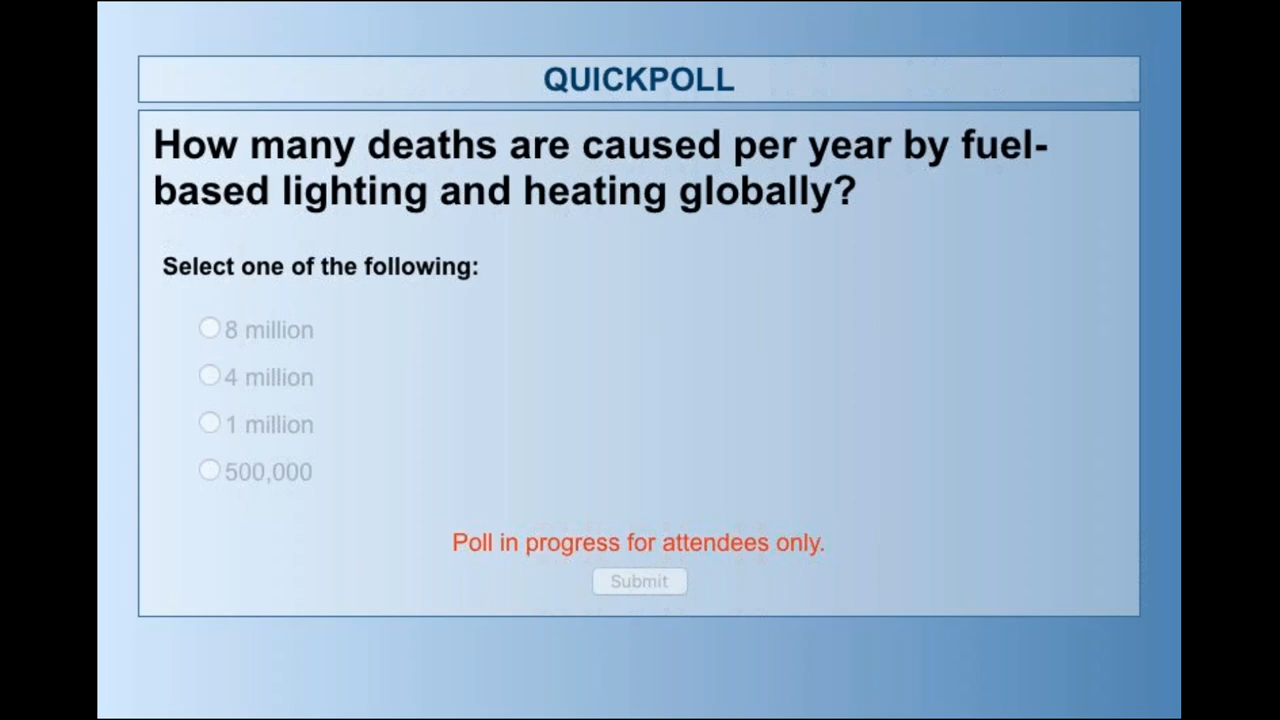 QUICKPOLL
How many deaths are caused per year by fuel-
based lighting and heating globally?
Select one of the following:
8 million
4 million
1 million
500,000
Poll in progress for attendees only.
Submit